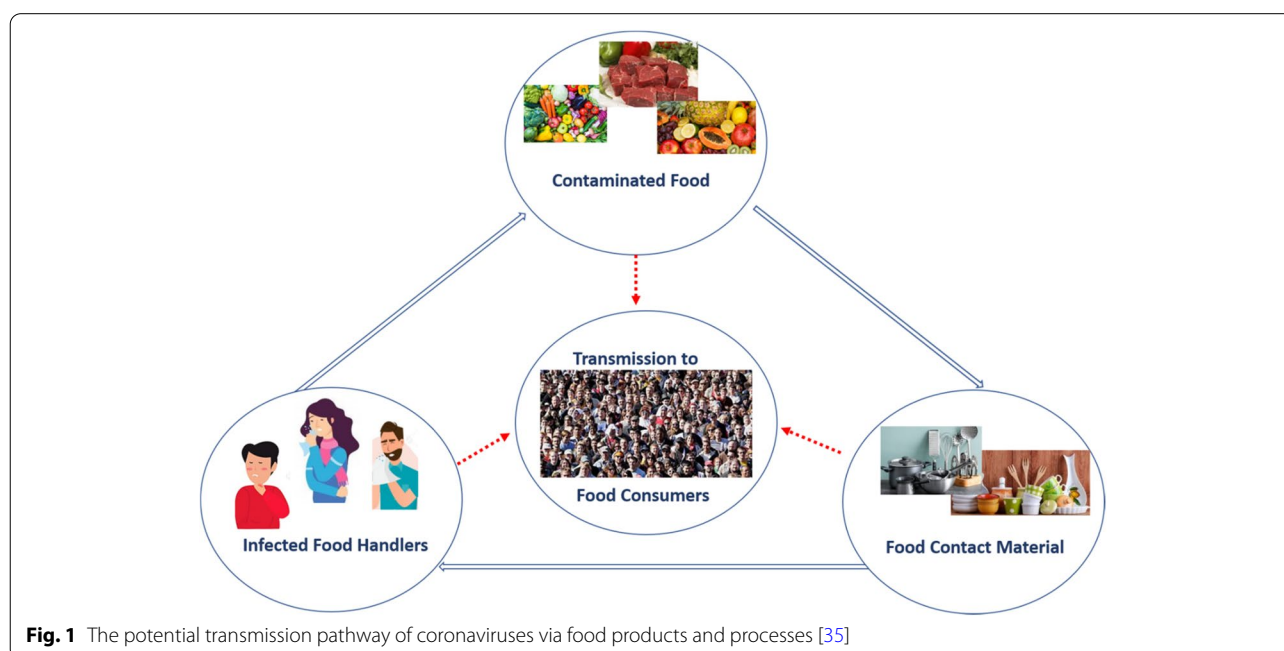 Contaminated Food
Transmission to
Food Consumers
Infected Food Handlers
Food Contact Material
Fig. 1 The potential transmission pathway of coronaviruses via food products and processes [35]